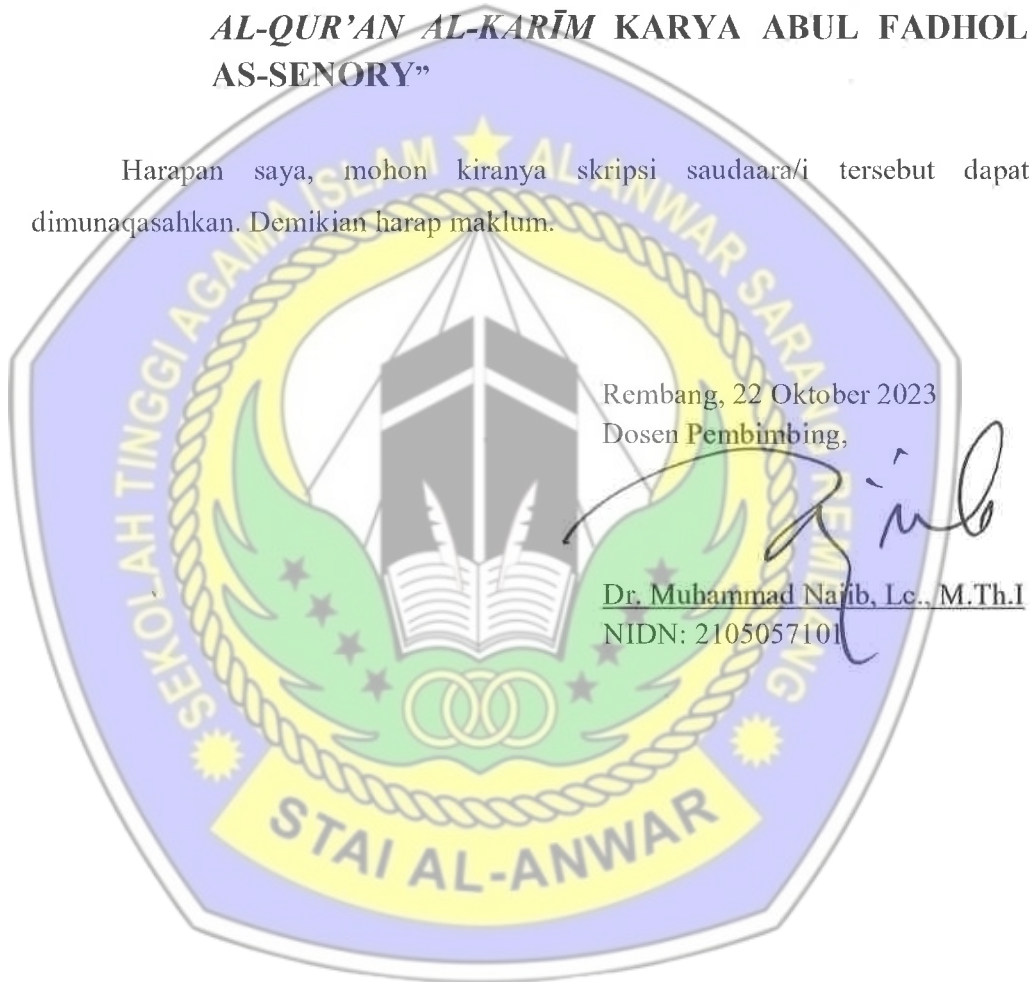 AL-QUR’AN AL-KARĪM KARYA ABUL FADHOL
AS-SENORY”
Harapan saya, mohon kiranya skripsi saudaara/i tersebut dapat
dimunaqasahkan. Demikian harap maklum.
Rembang, 22 Oktober 2023
Dosen Pembimbing,
Dr. Muhammad Najib, Lc., M.Th.I
NIDN: 2105057101
SEKOLAH TINGGI AGAMA ISLAM AL-ANWAR SARANG REMBANG
STAI AL-ANWAR